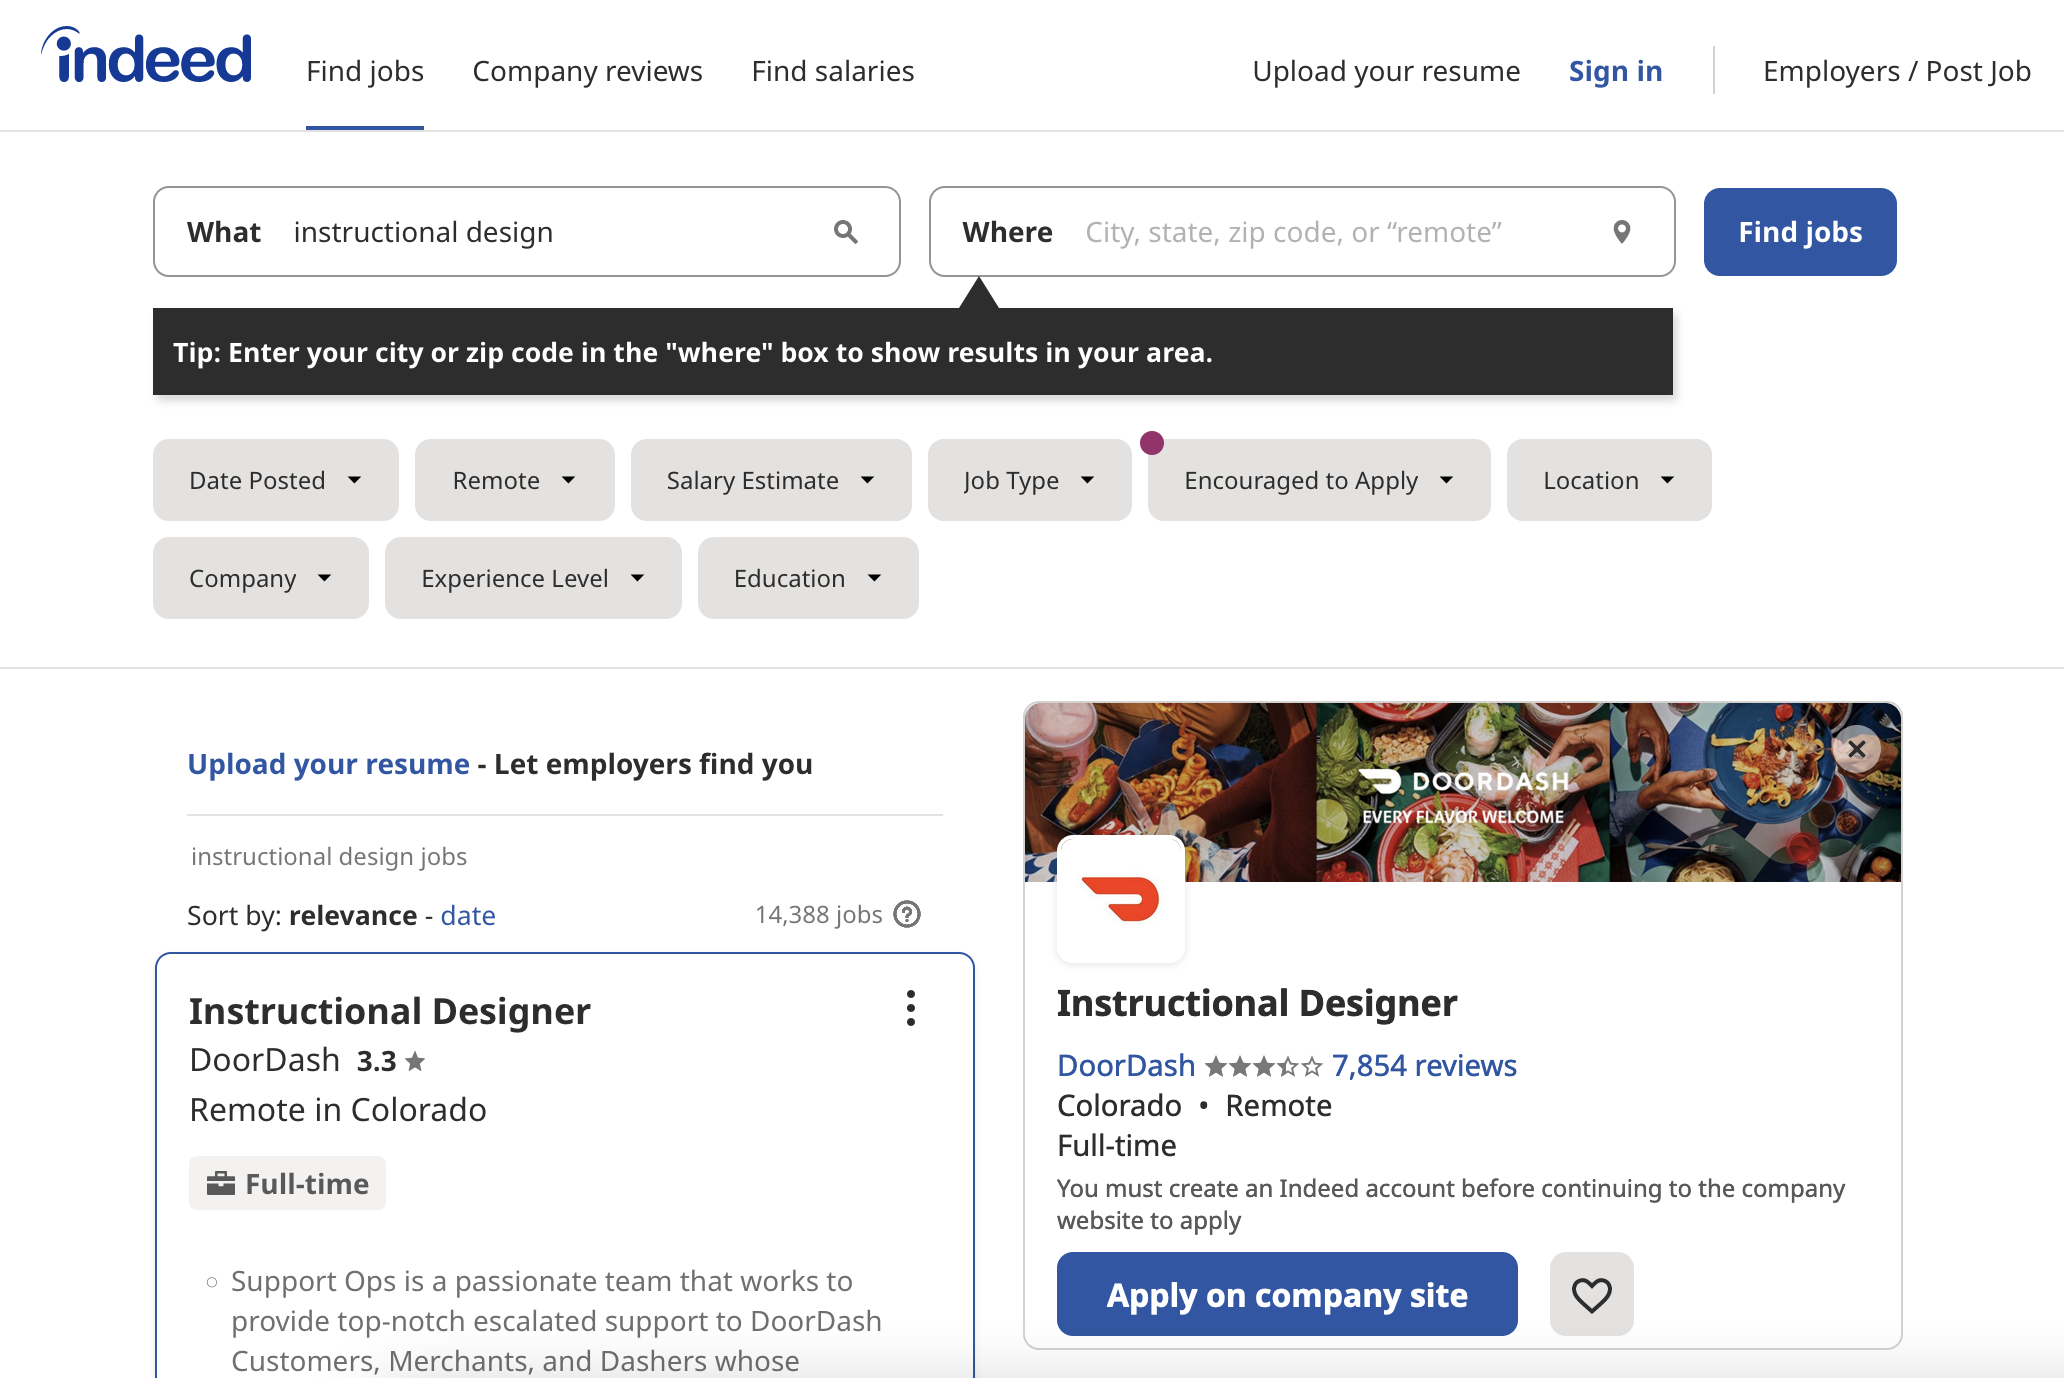 indeed
Find jobs
Company reviews
Find salaries
Upload your resume
Sign in
Employers / Post Job
What instructional design
Where City, state, zip code, or “remote”
Find jobs
Tip: Enter your city or zip code in the "where" box to show results in your area.
Date Posted
Remote
Salary Estimate
Job Type
Encouraged to Apply
Location
Company
Experience Level
Education
Upload your resume - Let employers find you
instructional design jobs
Sort by: relevance - date
14,388 jobs
Instructional Designer
DoorDash 3.3
Remote in Colorado
Full-time
Support Ops is a passionate team that works to
provide top-notch escalated support to DoorDash
Customers, Merchants, and Dashers whose
DOORDASH
EVERY FLAVOR WELCOME
Instructional Designer
DoorDash 7,854 reviews
Colorado • Remote
Full-time
You must create an Indeed account before continuing to the company
website to apply
Apply on company site